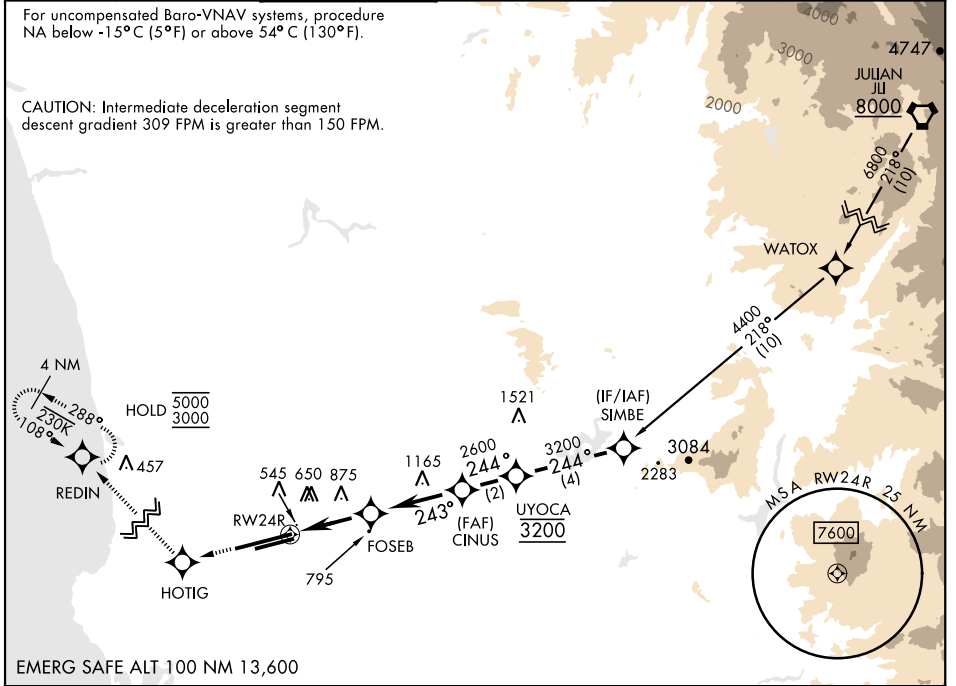 For uncompensated Baro-VNAV systems, procedure
NA below -15°C (5°F) or above 54°C (130°F).
CAUTION: Intermediate deceleration segment
descent gradient 309 FPM is greater than 150 FPM.
4000
3000
2000
4747
JULIAN
JLI
8000
6800
218°
(10)
WATOX
4400
218°
(10)
4 NM
288°
230K
108°
HOLD 5000
3000
457
REDIN
1521
(IF/IAF)
SIMBE
3084
2283
3200
244°
(4)
2600
244°
(2)
1165
243°
545
650
875
RW24R
UYOCA
3200
(FAF)
CINUS
FOSEB
795
HOTIG
MSA RW24R 25 NM
7600
EMERG SAFE ALT 100 NM 13,600